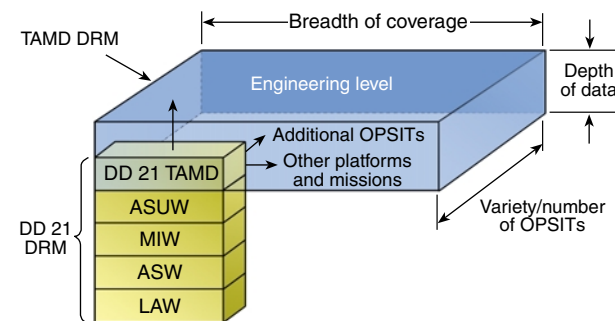 Breadth of coverage
TAMD DRM
Engineering level
Depth
of data
Additional OPSITs
Other platforms
and missions
DD 21 TAMD
ASUW
MIW
ASW
LAW
DD 21
DRM
Variety/number
of OPSITs